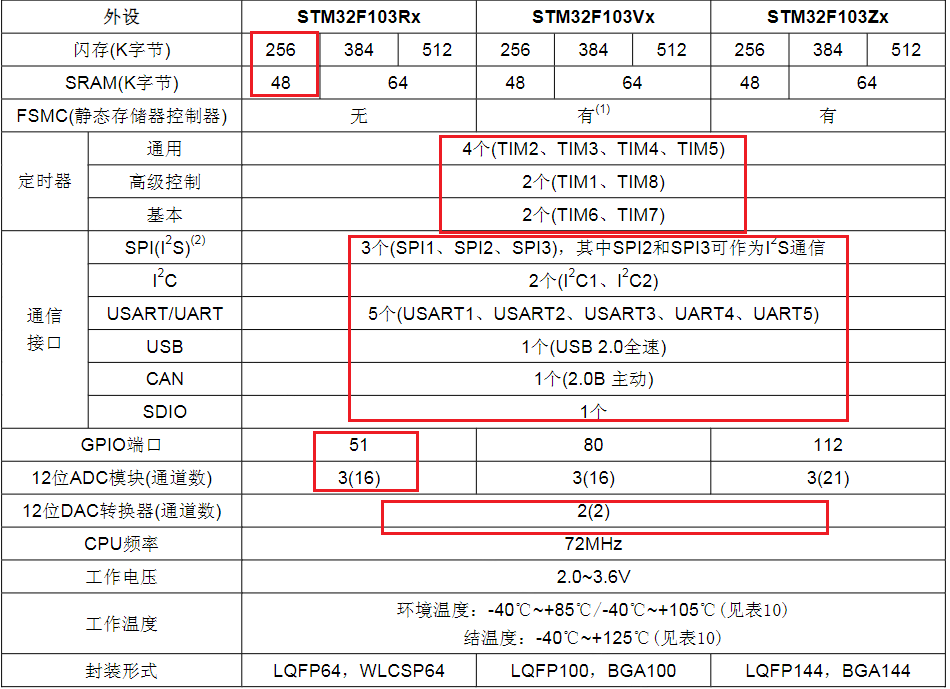 外设 STM32F103Rx STM32F103Vx STM32F103Zx
闪存(K字节) 256 384 512 256 384 512 256 384 512
SRAM(K字节) 48 64 48 64 48 64
FSMC(静态存储器控制器) 无 有(1) 有
定时器 通用 4个(TIM2、TIM3、TIM4、TIM5)
高级控制 2个(TIM1、TIM8)
基本 2个(TIM6、TIM7)
通信
接口
SPI(I2S)(2) 3个(SPI1、SPI2、SPI3)，其中SPI2和SPI3可作为I2S通信
I2C 2个(I2C1、I2C2)
USART/UART 5个(USART1、USART2、USART3、UART4、UART5)
USB 1个(USB 2.0全速)
CAN 1个(2.0B 主动)
SDIO 1个
GPIO端口 51 80 112
12位ADC模块(通道数) 3(16) 3(16) 3(21)
12位DAC转换器(通道数) 2(2)
CPU频率 72MHz
工作电压 2.0~3.6V
工作温度 环境温度：-40℃~+85℃/-40℃~+105℃(见表10)
结温度：-40℃~+125℃(见表10)
封装形式 LQFP64，WLCSP64 LQFP100，BGA100 LQFP144，BGA144